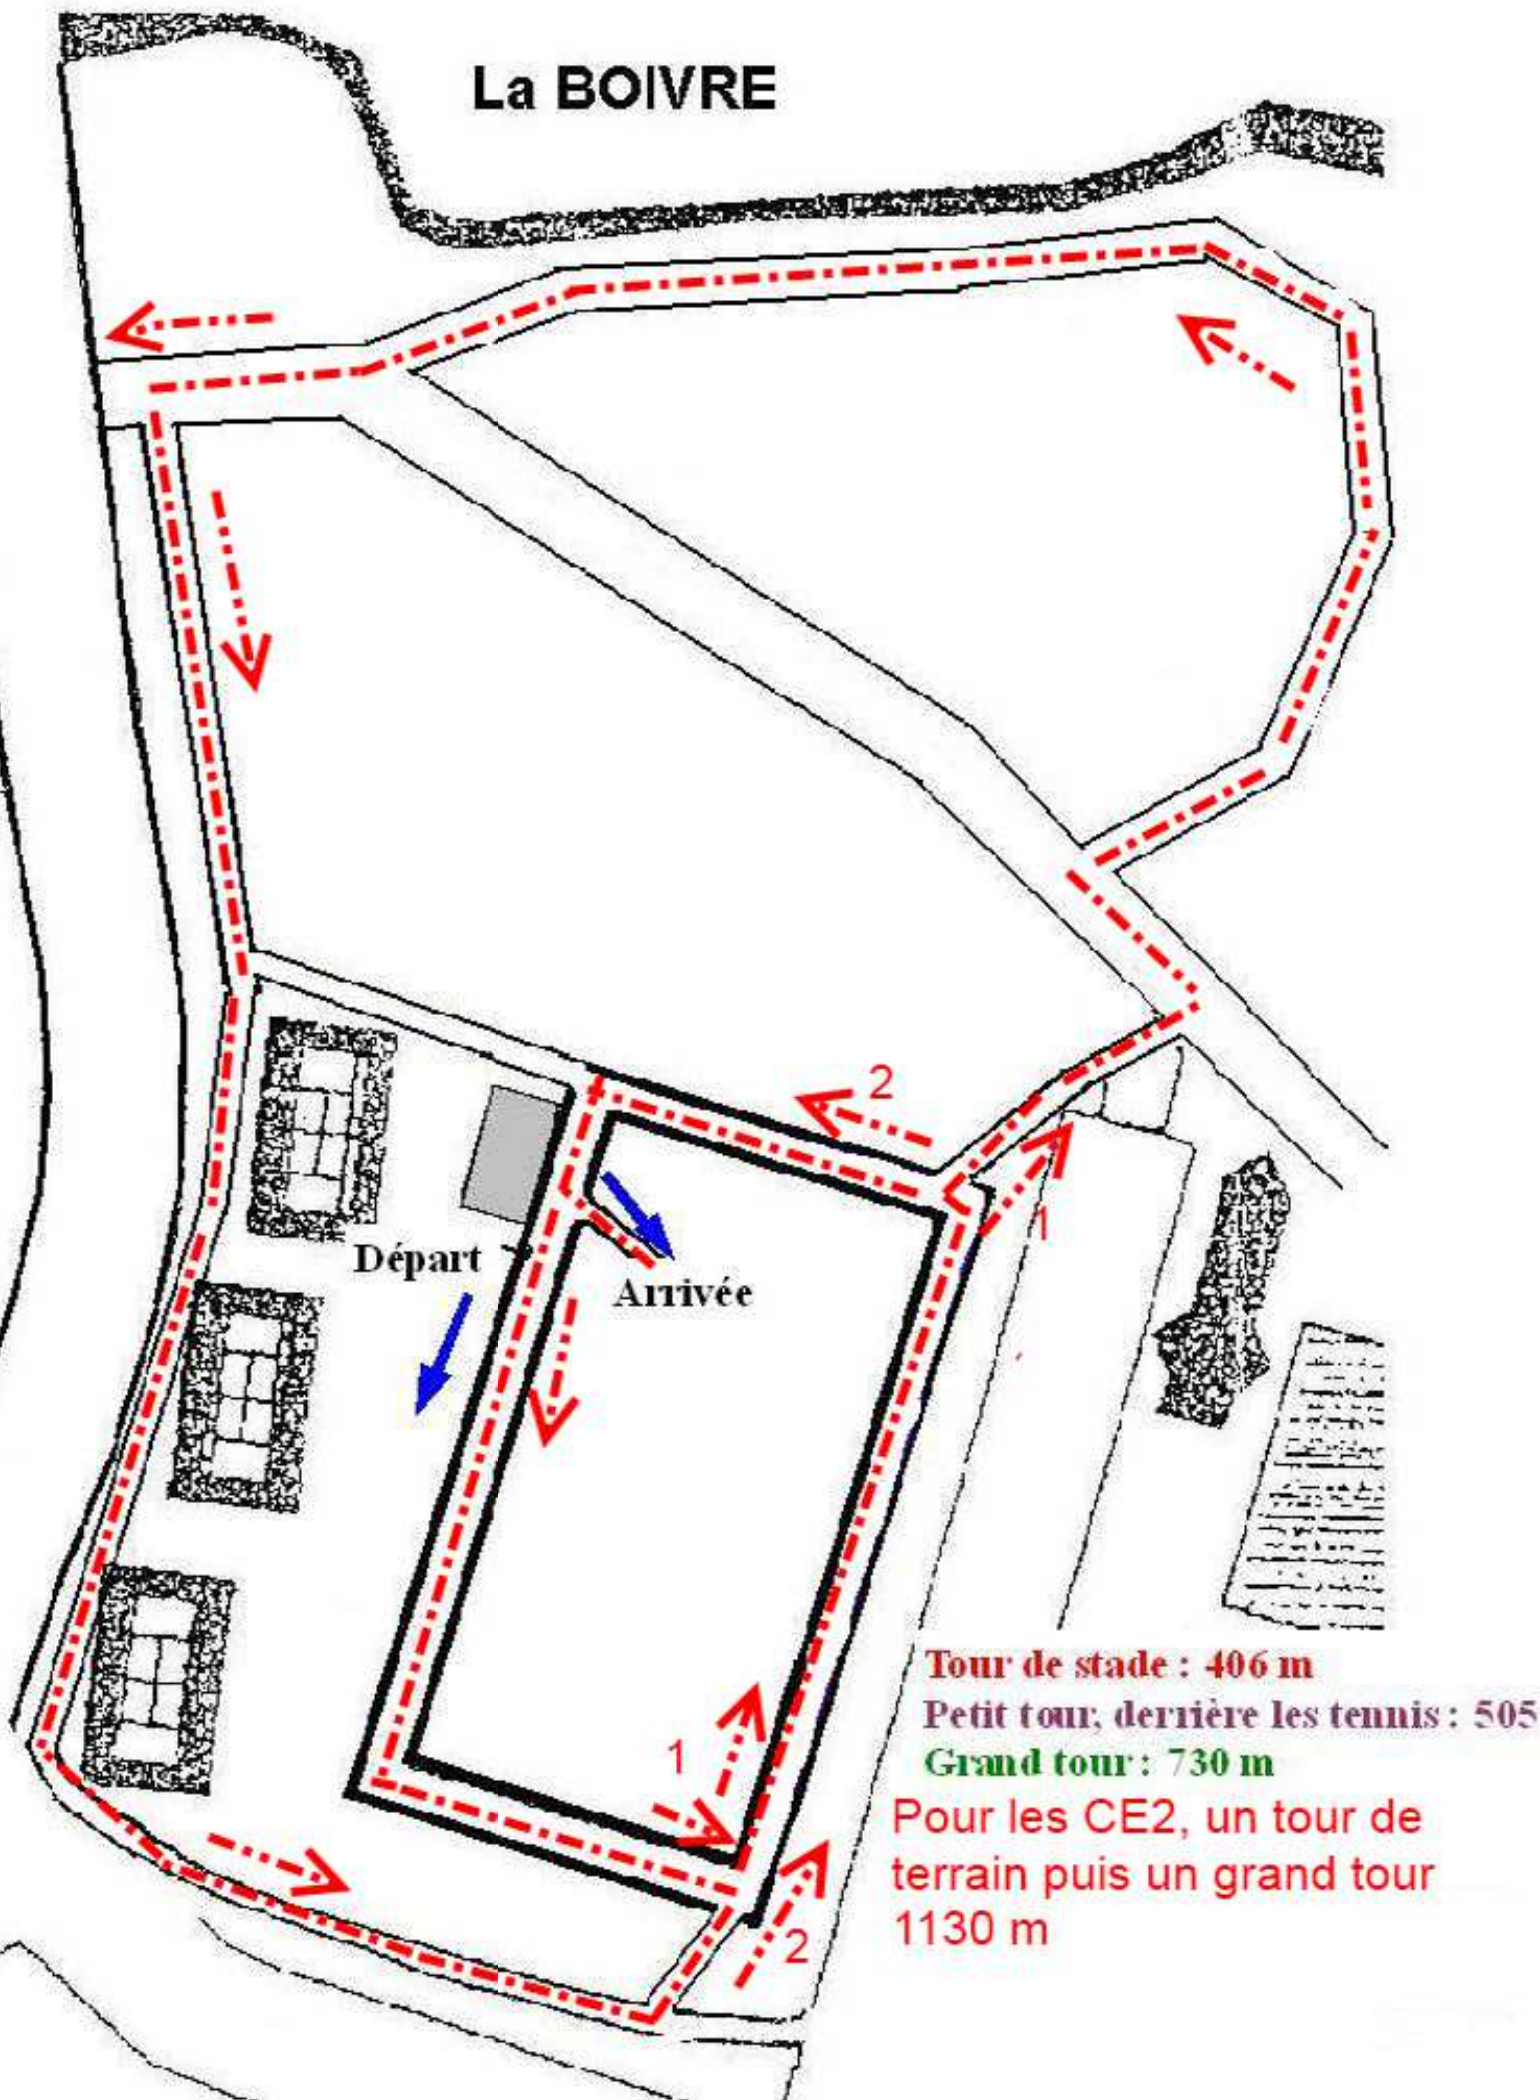 La BOIVRE
2
1
Départ
Arrivée
Tour de stade : 406 m
Petit tour, derrière les tennis : 505
Grand tour : 730 m
1
Pour les CE2, un tour de
terrain puis un grand tour
1130 m
2